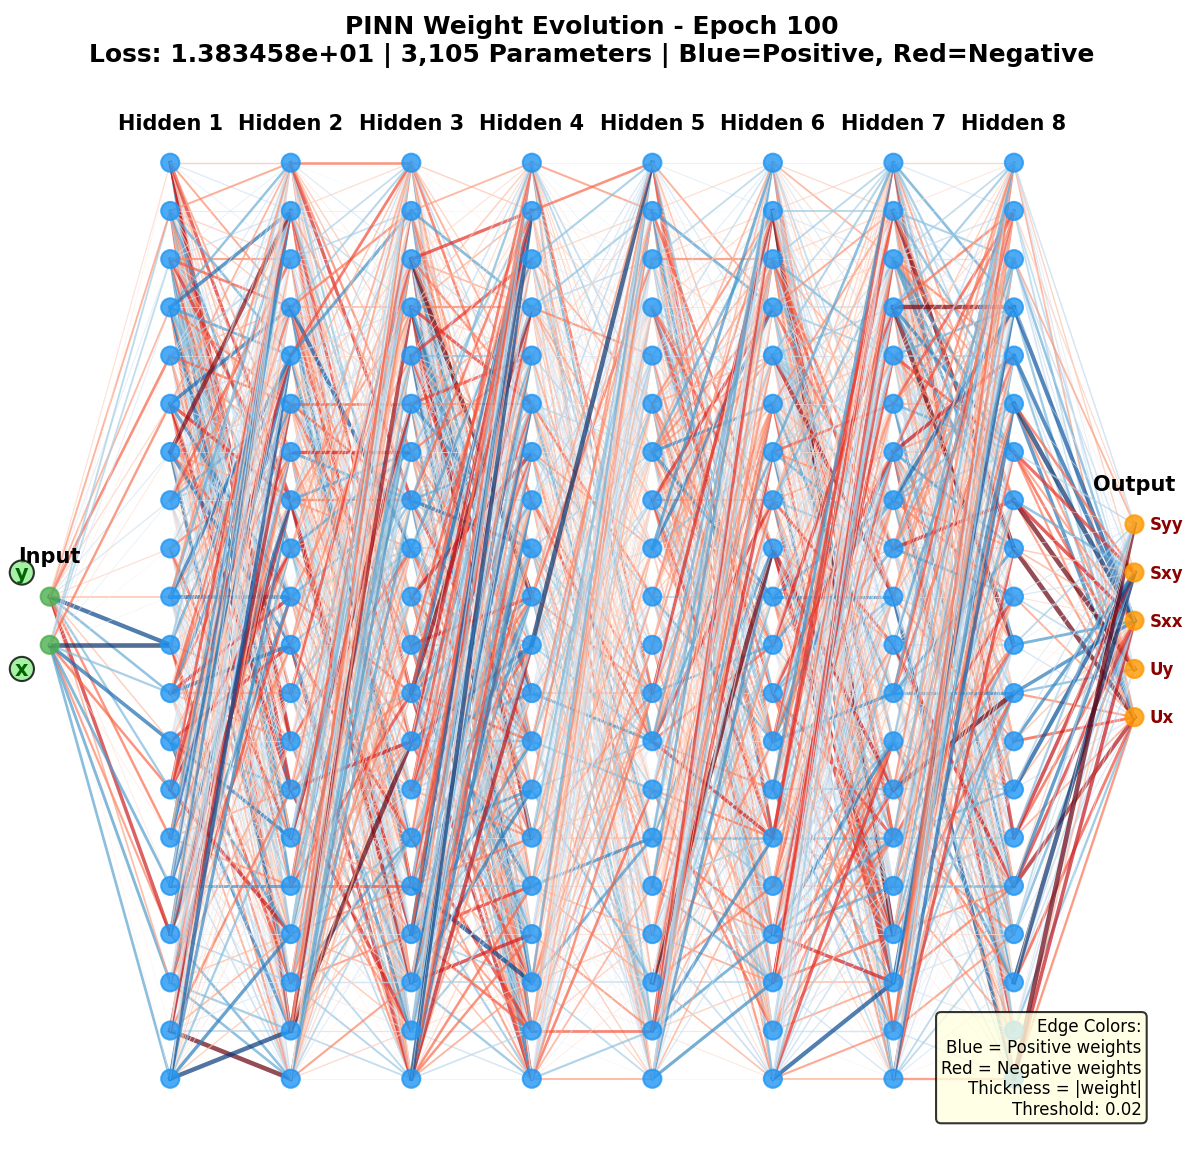 PINN Weight Evolution - Epoch 100
Loss: 1.383458e+01 | 3,105 Parameters | Blue=Positive, Red=Negative
Hidden 1 Hidden 2 Hidden 3 Hidden 4 Hidden 5 Hidden 6 Hidden 7 Hidden 8
Output
Syy
Input
y
Sxy
Sxx
x
Uy
Ux
Edge Colors:
Blue = Positive weights
Red = Negative weights
Thickness = |weight|
Threshold: 0.02